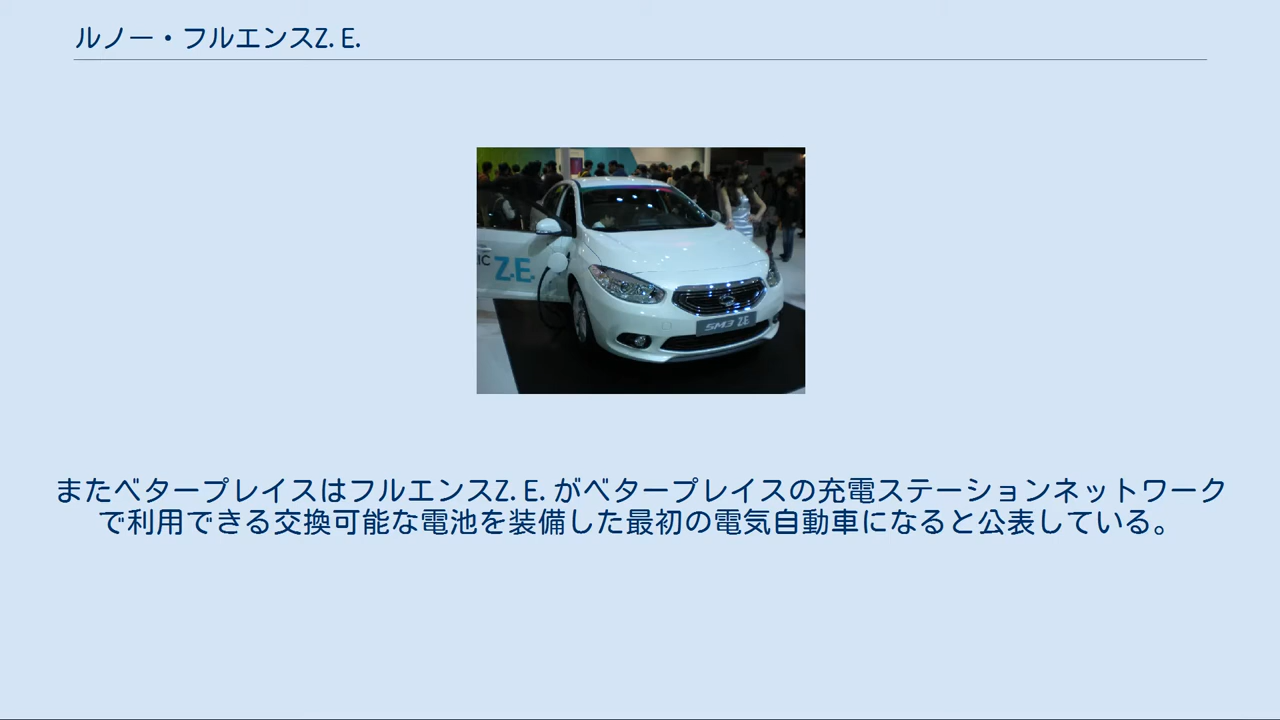 ルノー・フルエンスZ.E.
IC Z.E.
SM3 Z.E
またベタープレイスはフルエンスZ.E.がベタープレイスの充電ステーションネットワーク
で利用できる交換可能な電池を装備した最初の電気自動車になると公表している。